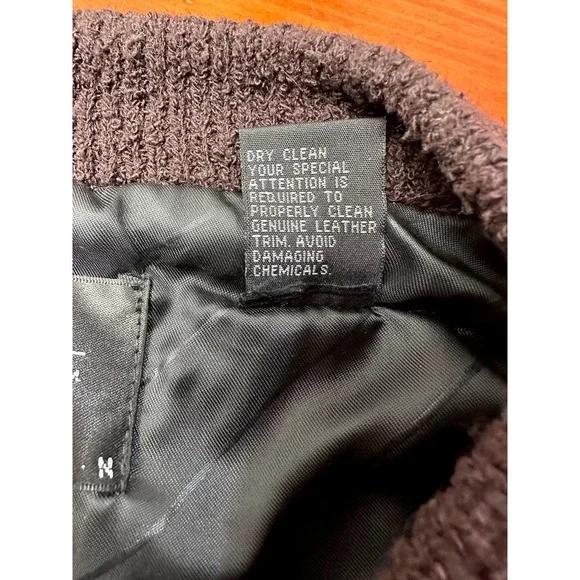 DRY CLEAN
YOUR SPECIAL
ATTENTION IS
REQUIRED TO
PROPERLY CLEAN
GENUINE LEATHER
TRIM. AVOID
DAMAGING
CHEMICALS.